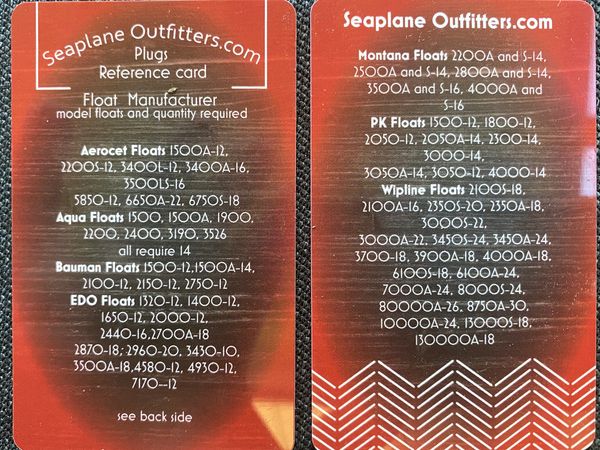 Seaplane Outfitters.com
Plugs
Reference card
Float Manufacturer
model floats and quantity required
Aerocet Floats 1500A-12,
2200S-12, 3400L-12, 3400A-16,
3500LS-16
5850-12, 6650A-22, 6750S-18
Aqua Floats 1500, 1500A, 1900,
2200, 2400, 3190, 3526
all require 14
Bauman Floats 1500-12,1500A-14,
2100-12, 2150-12, 2750-12
EDO Floats 1320-12, 1400-12,
1650-12, 2000-12,
2440-16,2700A-18
2870-18; 2960-20, 3430-10,
3500A-18,4580-12, 4930-12,
7170--12
see back side
Seaplane Outfitters.com
Montana Floats 2200A and S-14,
2500A and S-14, 2800A and S-14,
3500A and S-16, 4000A and
S-16
PK Floats 1500-12, 1800-12,
2050-12, 2050A-14, 2300-14,
3000-14,
3050A-14, 3050-12, 4000-14
Wipline Floats 2100S-18,
2100A-16, 2350S-20, 2350A-18,
3000S-22,
3000A-22, 3450S-24, 3450A-24,
3700-18, 3900A-18, 4000A-18,
6100S-18, 6100A-24,
7000A-24, 8000S-24,
80000A-26, 8750A-30,
10000A-24, 13000S-18,
130000A-18